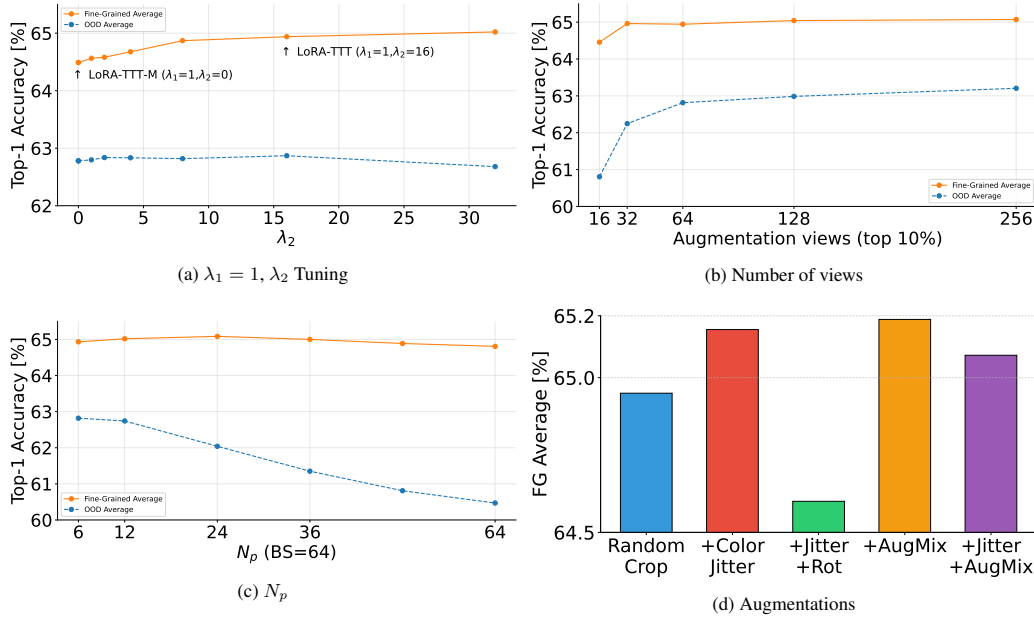 Fine-Grained Average
OOD Average
Top-1 Accuracy [%]
65
64
63
62
↑ LoRA-TTT-M (λ1=1,λ2=0)
↑ LoRA-TTT (λ1=1,λ2=16)
0 5 10 15 20 25 30
λ2
(a) λ1 = 1, λ2 Tuning
Top-1 Accuracy [%]
65
64
63
62
61
60
Fine-Grained Average
OOD Average
16 32 64 128 256
Augmentation views (top 10%)
(b) Number of views
Top-1 Accuracy [%]
65
64
63
62
61
60
Fine-Grained Average
OOD Average
6 12 24 36 64
Np (BS=64)
(c) Np
FG Average [%]
65.2
65.0
64.5
Random +Color +Jitter +AugMix +Jitter
Crop Jitter +Rot +AugMix
(d) Augmentations